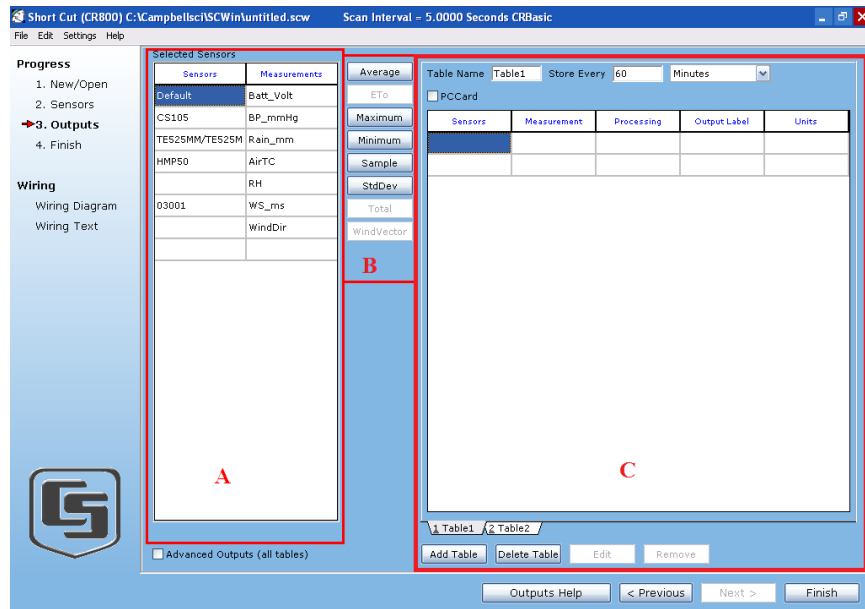 Short Cut (CR800) C:\Campbellsci\SCWin\untitled.scw Scan Interval = 5.0000 Seconds CRBasic
File Edit Settings Help
Progress
1. New/Open
2. Sensors
3. Outputs
4. Finish
Wiring
Wiring Diagram
Wiring Text
Selected Sensors
Sensors Measurements
Default Batt_Volt
CS105 BP_mmHg
TE525MM/TE525M Rain_mm
HMP50 AirTC
RH
03001 WS_ms
WindDir
A
Advanced Outputs (all tables)
Average
ETo
Maximum
Minimum
Sample
StdDev
Total
WindVector
B
Table Name Table1 Store Every 60 Minutes
PCCard
Sensors Measurement Processing Output Label Units
C
1 Table1 2 Table2
Add Table Delete Table Edit Remove
Outputs Help < Previous Next > Finish